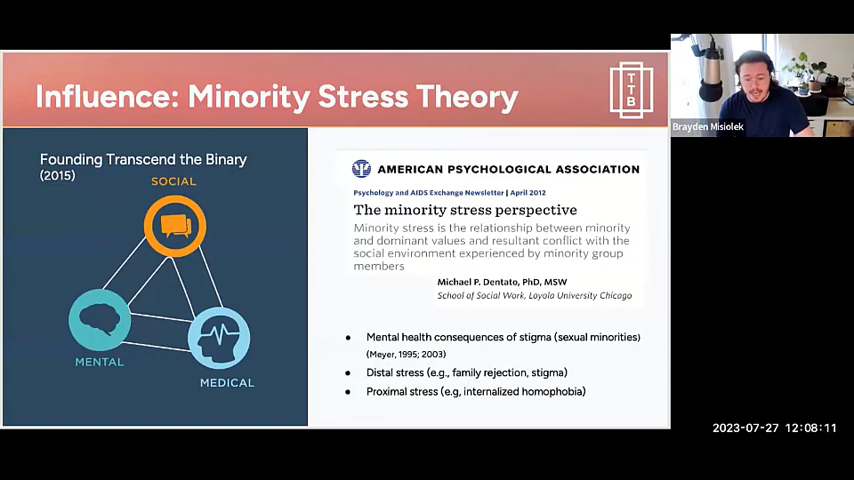 Influence: Minority Stress Theory
TTB
Brayden Misiolek
Founding Transcend the Binary
(2015)
SOCIAL
MENTAL
MEDICAL
AMERICAN PSYCHOLOGICAL ASSOCIATION
Psychology and AIDS Exchange Newsletter | April 2012
The minority stress perspective
Minority stress is the relationship between minority
and dominant values and resultant conflict with the
social environment experienced by minority group
members
Michael P. Dentato, PhD, MSW
School of Social Work, Loyola University Chicago
• Mental health consequences of stigma (sexual minorities)
(Meyer, 1995; 2003)
• Distal stress (e.g., family rejection, stigma)
• Proximal stress (e.g, internalized homophobia)
2023-07-27 12:08:11